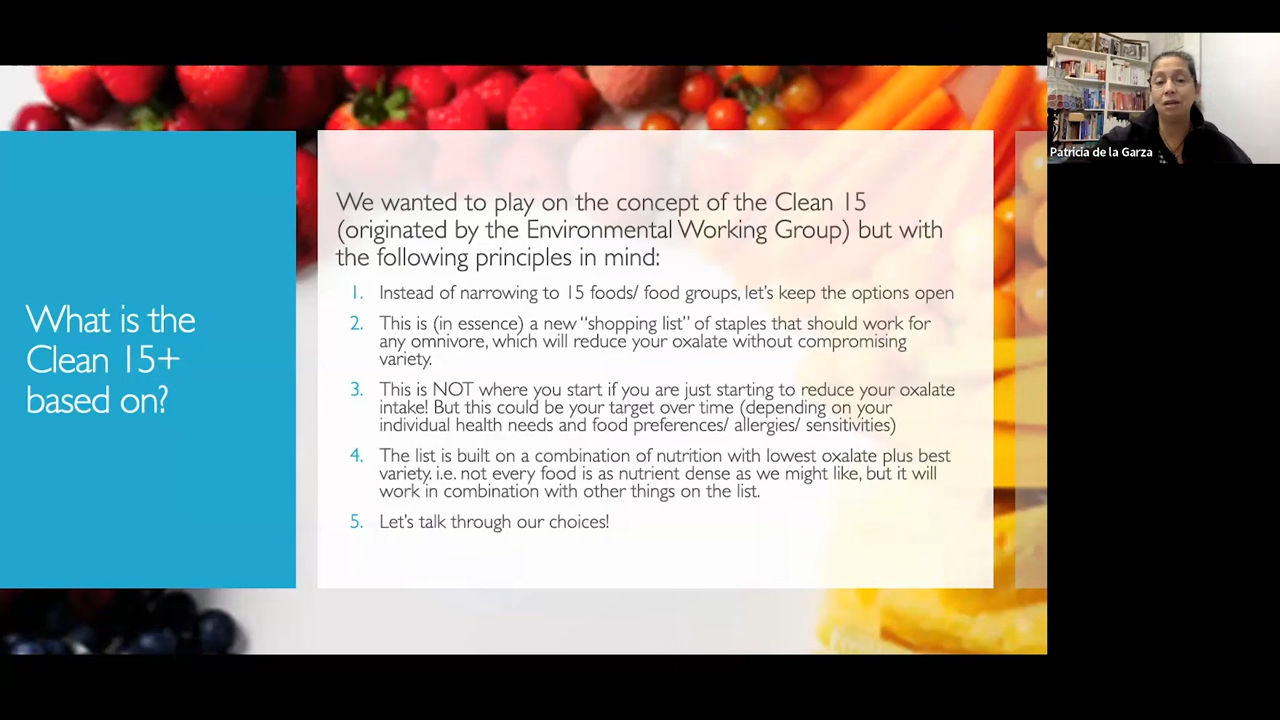 What is the
Clean 15+
based on?
We wanted to play on the concept of the Clean 15
(originated by the Environmental Working Group) but with
the following principles in mind:
1. Instead of narrowing to 15 foods/ food groups, let's keep the options open
2. This is (in essence) a new “shopping list” of staples that should work for
any omnivore, which will reduce your oxalate without compromising
variety.
3. This is NOT where you start if you are just starting to reduce your oxalate
intake! But this could be your target over time (depending on your
individual health needs and food preferences/ allergies/ sensitivities)
4. The list is built on a combination of nutrition with lowest oxalate plus best
variety. i.e. not every food is as nutrient dense as we might like, but it will
work in combination with other things on the list.
5. Let's talk through our choices!
Patricia de la Garza